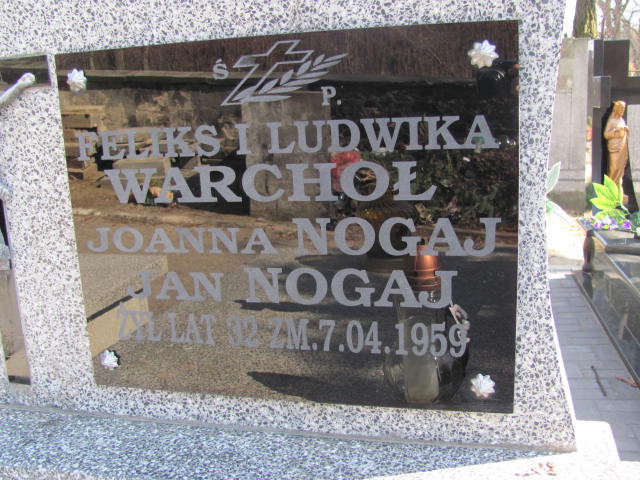 Ś P.
FELIKS I LUDWIKA
WARCHOŁ
JOANNA NOGAJ
JAN NOGAJ
ŻYŁ LAT 32 ZM.7.04.1959